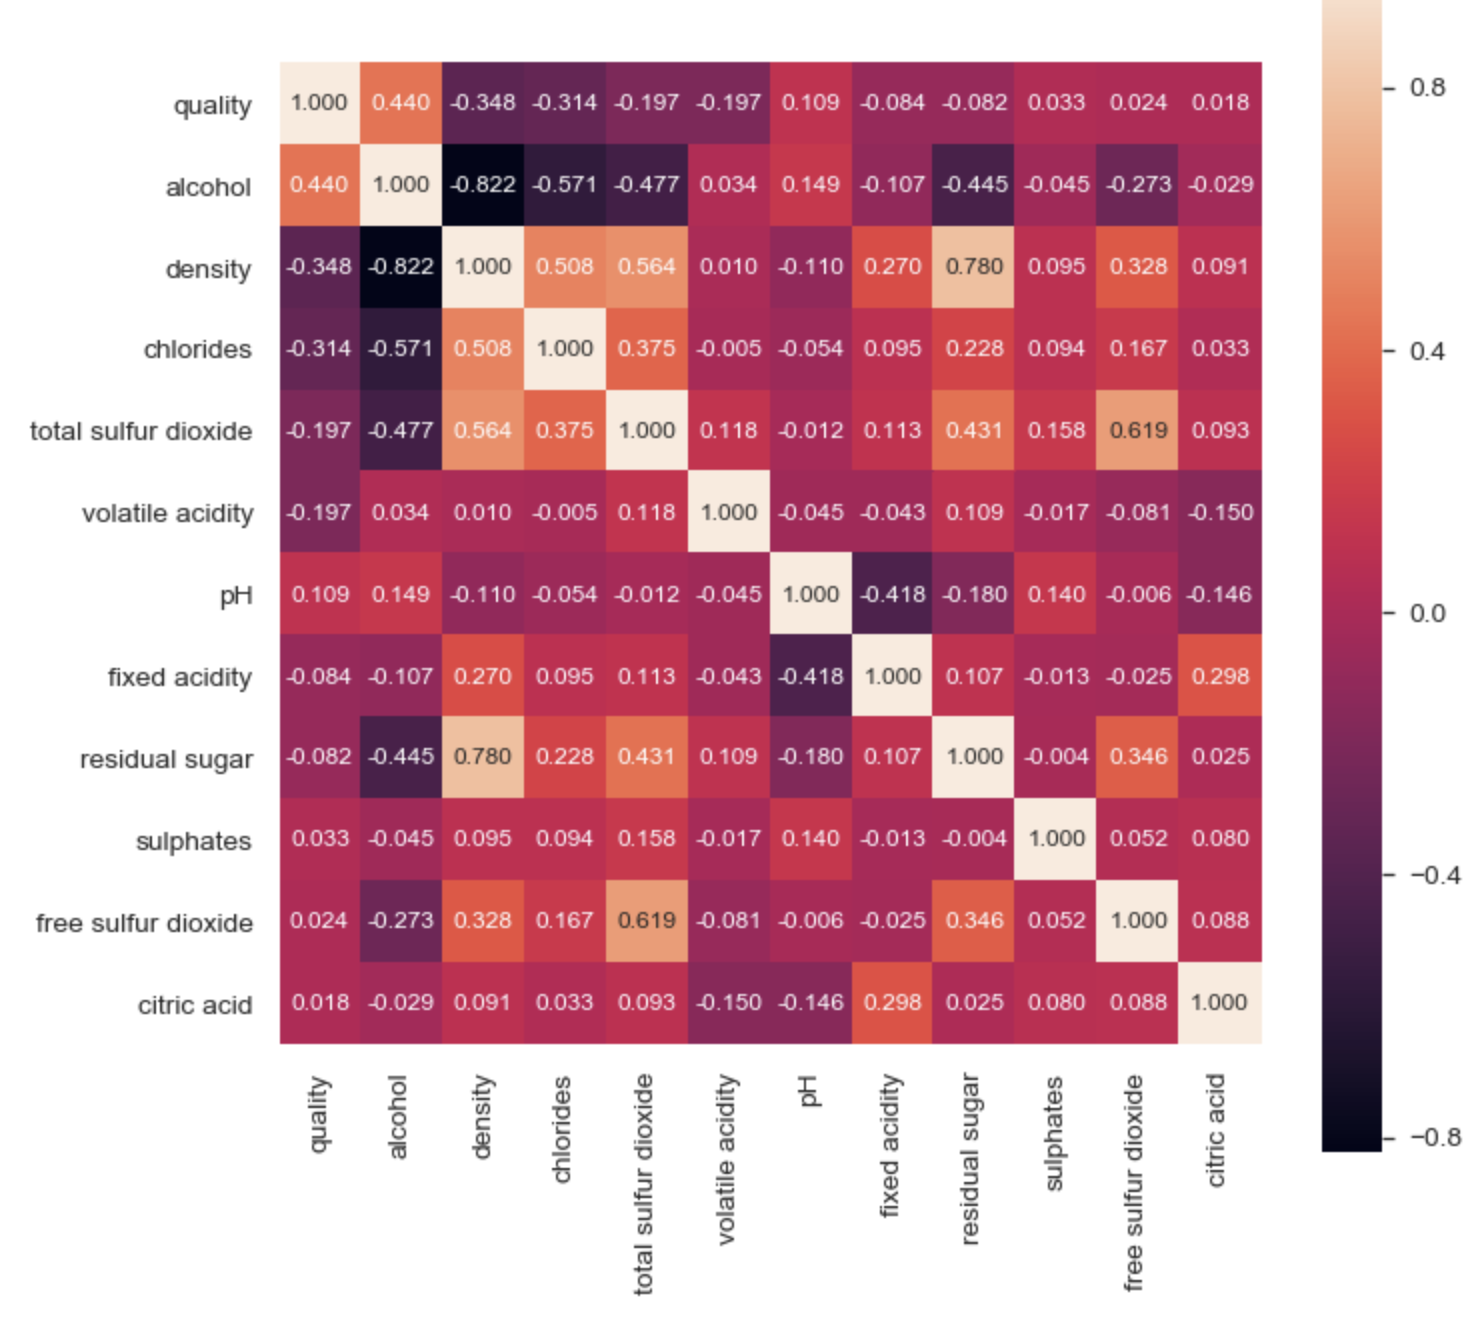 0.8
quality 1.000 0.440 -0.348 -0.314 -0.197 -0.197 0.109 -0.084 -0.082 0.033 0.024 0.018
alcohol 0.440 1.000 -0.822 -0.571 -0.477 0.034 0.149 -0.107 -0.445 -0.045 -0.273 -0.029
density -0.348 -0.822 1.000 0.508 0.564 0.010 -0.110 0.270 0.780 0.095 0.328 0.091
chlorides -0.314 -0.571 0.508 1.000 0.375 -0.005 -0.054 0.095 0.228 0.094 0.167 0.033
0.4
total sulfur dioxide -0.197 -0.477 0.564 0.375 1.000 0.118 -0.012 0.113 0.431 0.158 0.619 0.093
volatile acidity -0.197 0.034 0.010 -0.005 0.118 1.000 -0.045 -0.043 0.109 -0.017 -0.081 -0.150
pH 0.109 0.149 -0.110 -0.054 -0.012 -0.045 1.000 -0.418 -0.180 0.140 -0.006 -0.146
0.0
fixed acidity -0.084 -0.107 0.270 0.095 0.113 -0.043 -0.418 1.000 0.107 -0.013 -0.025 0.298
residual sugar -0.082 -0.445 0.780 0.228 0.431 0.109 -0.180 0.107 1.000 -0.004 0.346 0.025
sulphates 0.033 -0.045 0.095 0.094 0.158 -0.017 0.140 -0.013 -0.004 1.000 0.052 0.080
−0.4
free sulfur dioxide 0.024 -0.273 0.328 0.167 0.619 -0.081 -0.006 -0.025 0.346 0.052 1.000 0.088
citric acid 0.018 -0.029 0.091 0.033 0.093 -0.150 -0.146 0.298 0.025 0.080 0.088 1.000
−0.8
quality
alcohol
density
chlorides
total sulfur dioxide
volatile acidity
pH
fixed acidity
residual sugar
sulphates
free sulfur dioxide
citric acid